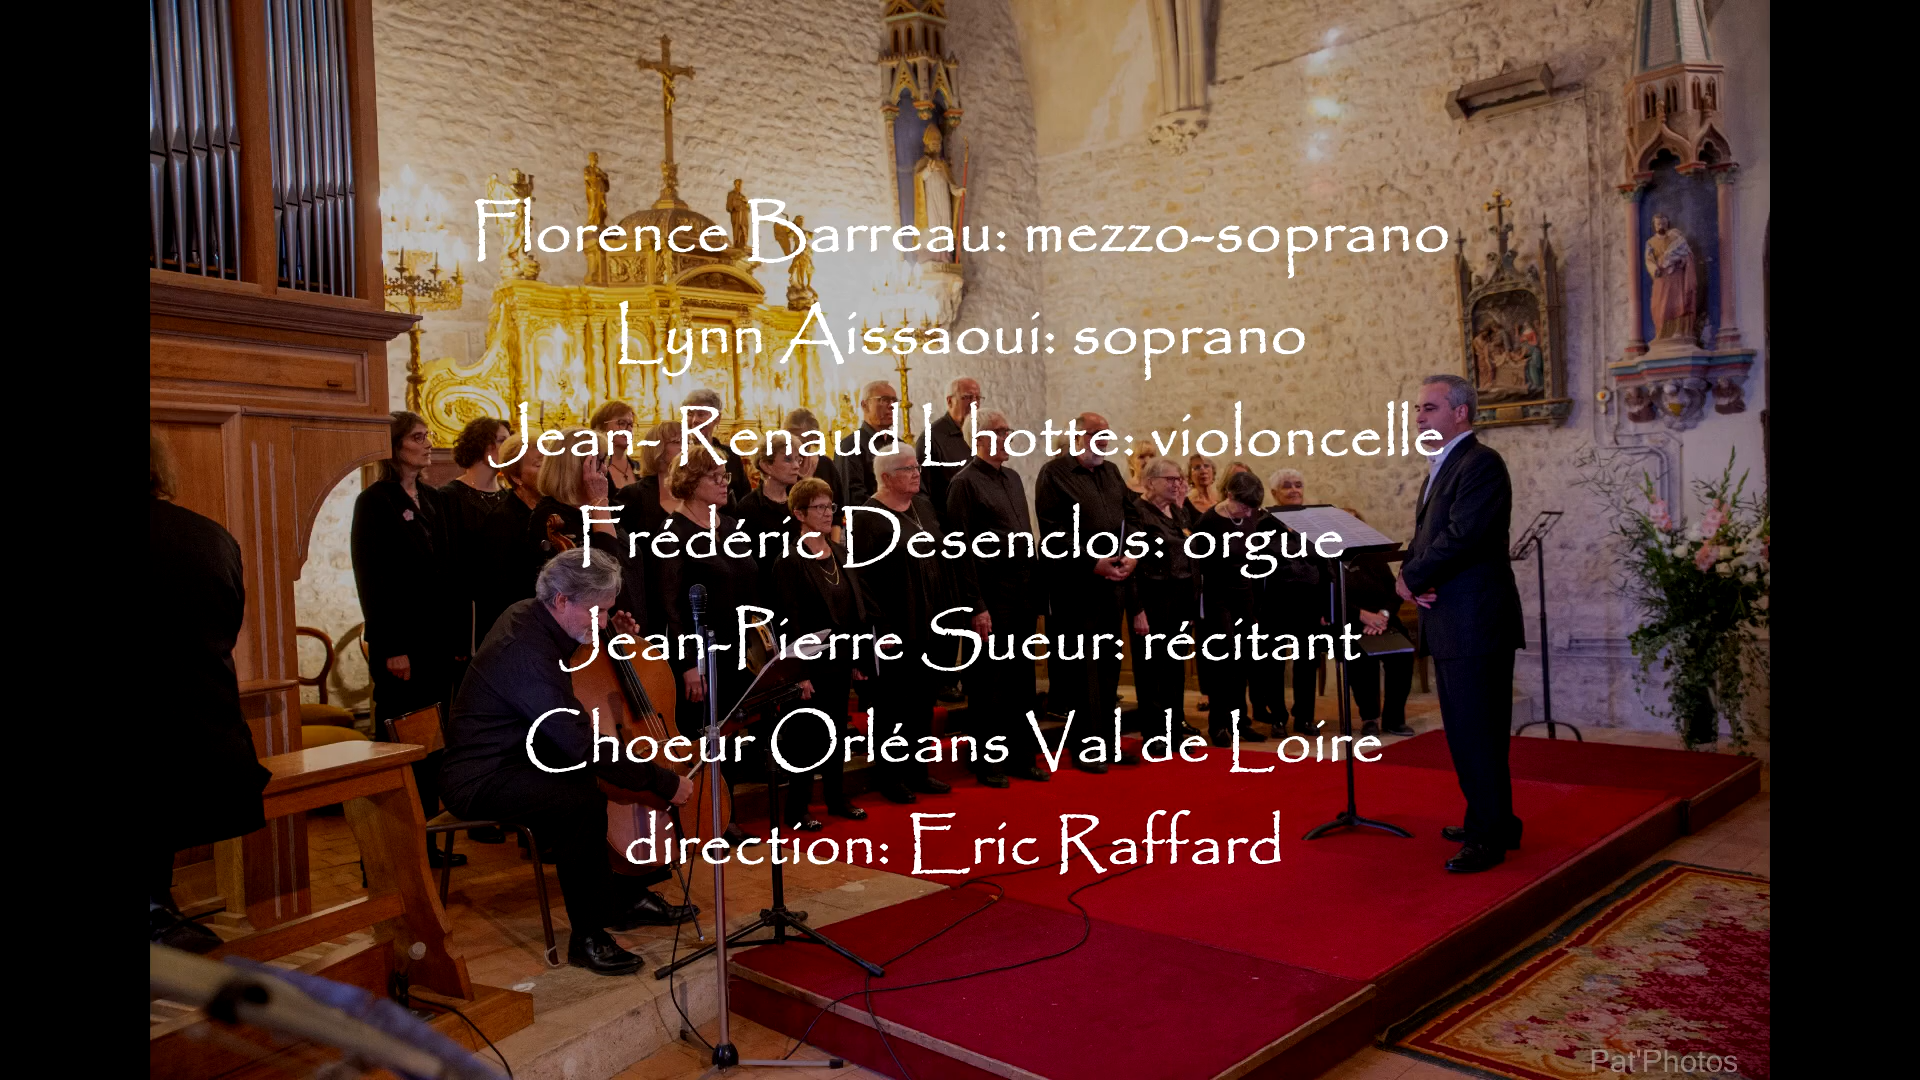 Florence Barreau: mezzo-soprano
Lynn Aissaoui: soprano
Jean- Renaud Lhotte: violoncelle
Frédéric Desenclos: orgue
Jean-Pierre Sueur: récitant
Choeur Orléans Val de Loire
direction: Eric Raffard
Pat'Photos